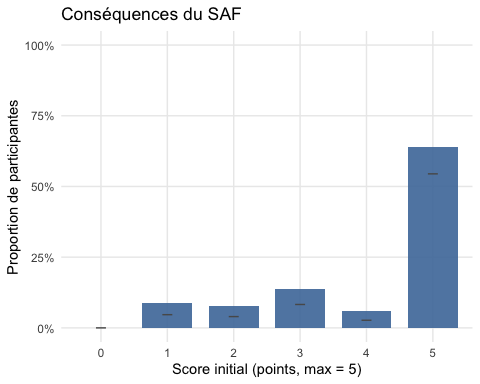 Conséquences du SAF
100%
75%
50%
25%
0%
Proportion de participantes
0 1 2 3 4 5
Score initial (points, max = 5)